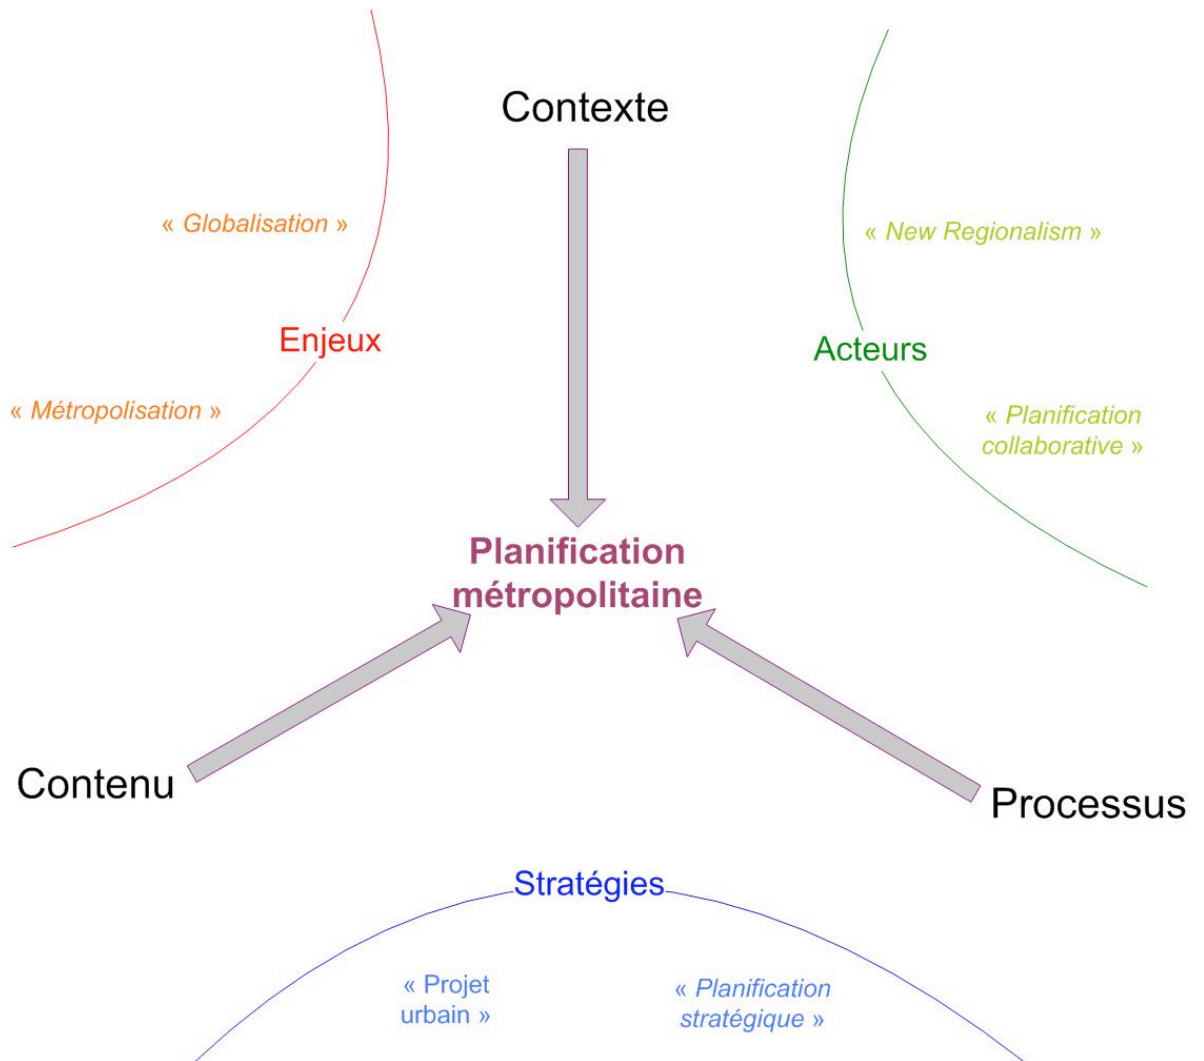 Contexte
« Globalisation »
« New Regionalism »
Enjeux
Acteurs
« Métropolisation »
« Planification
collaborative »
Planification
métropolitaine
Contenu
Processus
Stratégies
« Projet
urbain »
« Planification
stratégique »